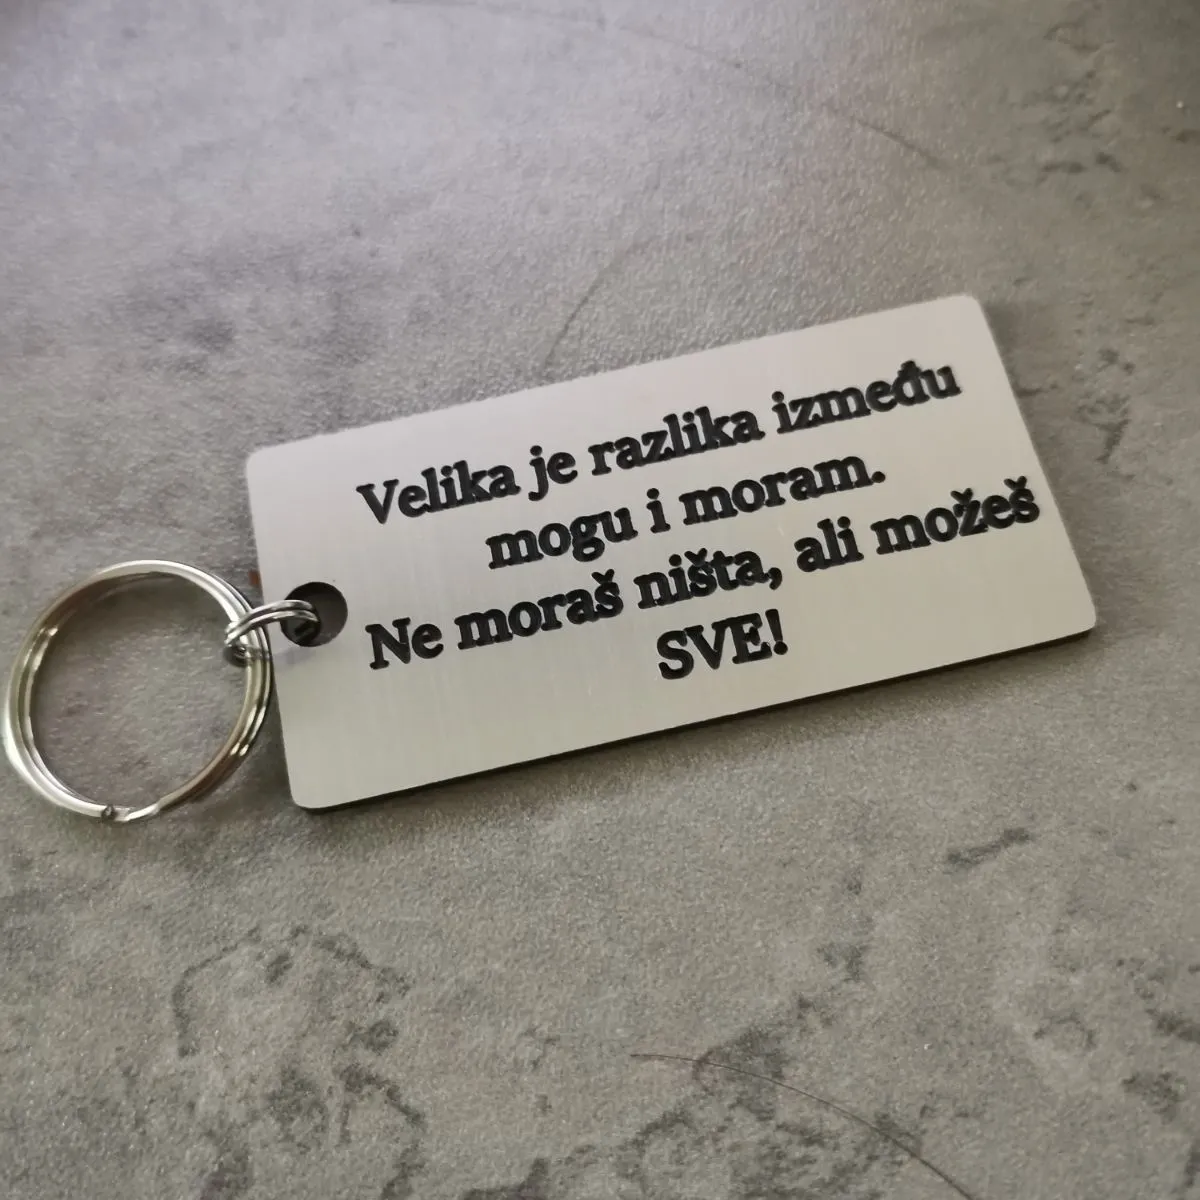 Velika je razlika između
mogu i moram.
Ne moraš ništa, ali možeš
SVE!